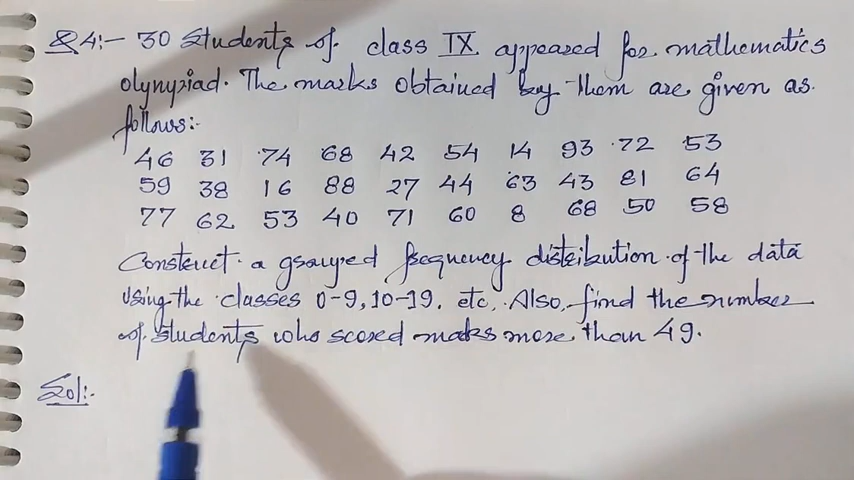 Q4:- 30 Students of class IX appeared for mathematics
olympiad. The marks obtained by them are given as
follows:-
46 31 74 68 42 54 14 93 72 53
59 38 16 88 27 44 63 43 81 64
77 62 53 40 71 60 8 68 50 58
Construct a grouped frequency distribution of the data
using the classes 0-9, 10-19. etc. Also, find the number
of students who scored maks more than 49.
Sol:-